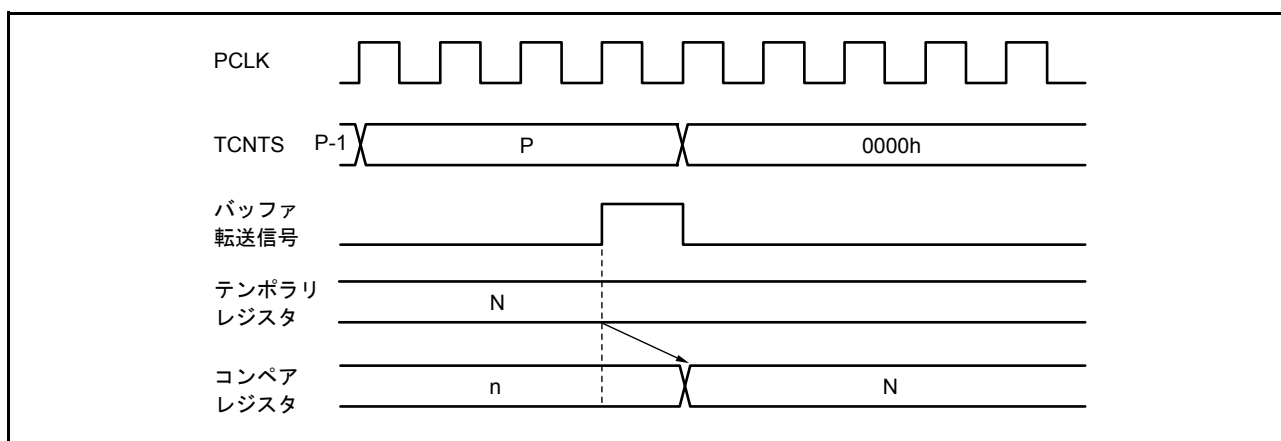 PCLK
TCNTS P-1 P 0000h
バッファ
転送信号
テンポラリ
レジスタ
N
コンペア
レジスタ
n N